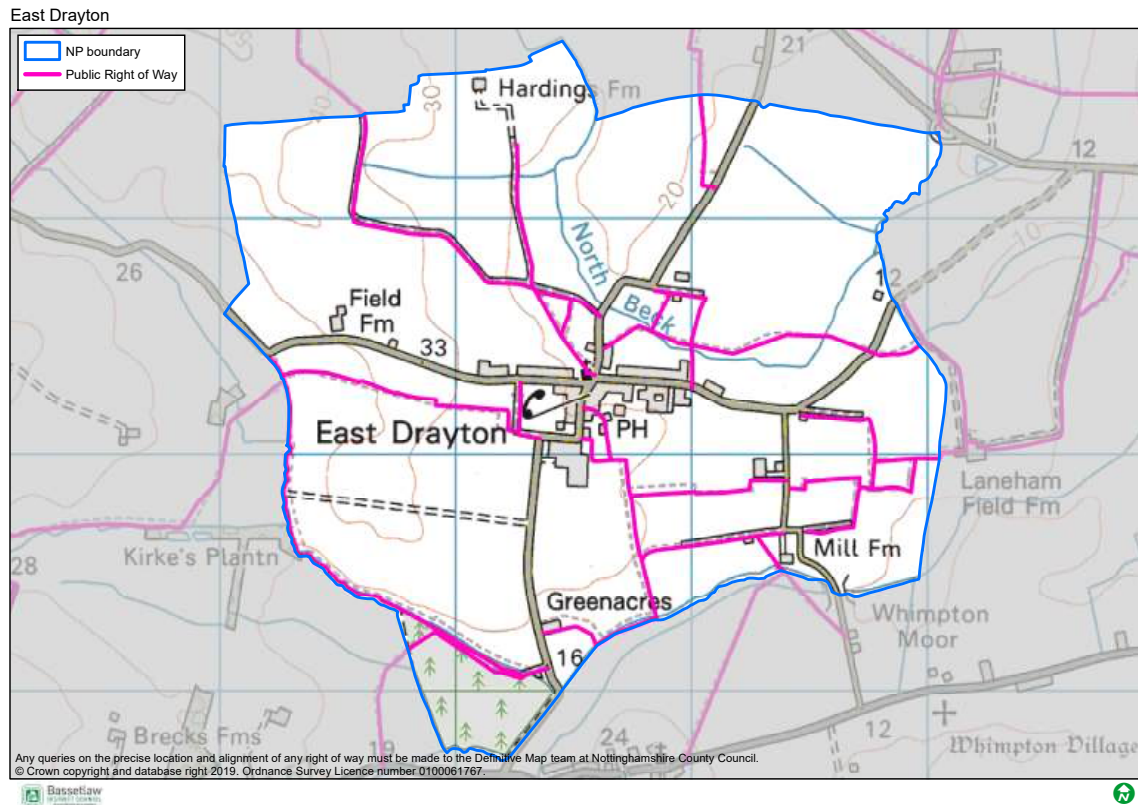 East Drayton
NP boundary
Public Right of Way
21
Hardings Fm
40
30
12
20
10
North
Beck
26
12
Field
Fm
33
East Drayton
PH
Laneham
Field Fm
Kirke's Plantn
Mill Fm
28
Greenacres
Whimpton
Moor
16
Brecks Fms
19
24
12
Whimpton Village
Any queries on the precise location and alignment of any right of way must be made to the Definitive Map team at Nottinghamshire County Council.
© Crown copyright and database right 2019. Ordnance Survey Licence number 0100061767.
Bassetlaw
DISTRICT COUNCIL
N